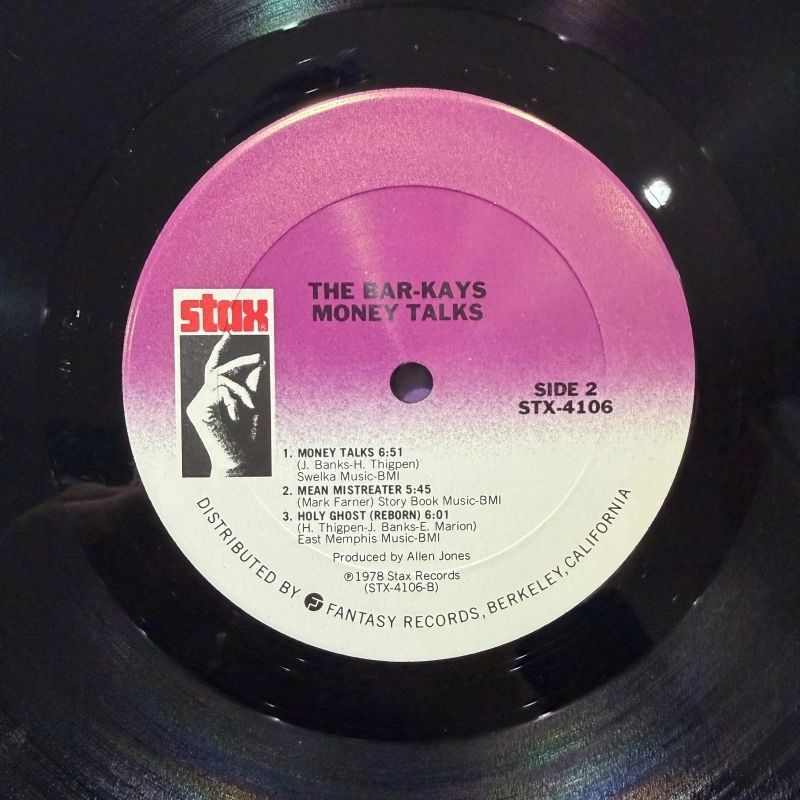 THE BAR-KAYS
MONEY TALKS
stax®
SIDE 2
STX-4106
1. MONEY TALKS 6:51
(J. Banks-H. Thigpen)
Swelka Music-BMI
2. MEAN MISTREATER 5:45
(Mark Farner) Story Book Music-BMI
3. HOLY GHOST (REBORN) 6:01
(H. Thigpen-J. Banks-E. Marion)
East Memphis Music-BMI
Produced by Allen Jones
℗1978 Stax Records
(STX-4106-B)
DISTRIBUTED BY FANTASY RECORDS, BERKELEY, CALIFORNIA